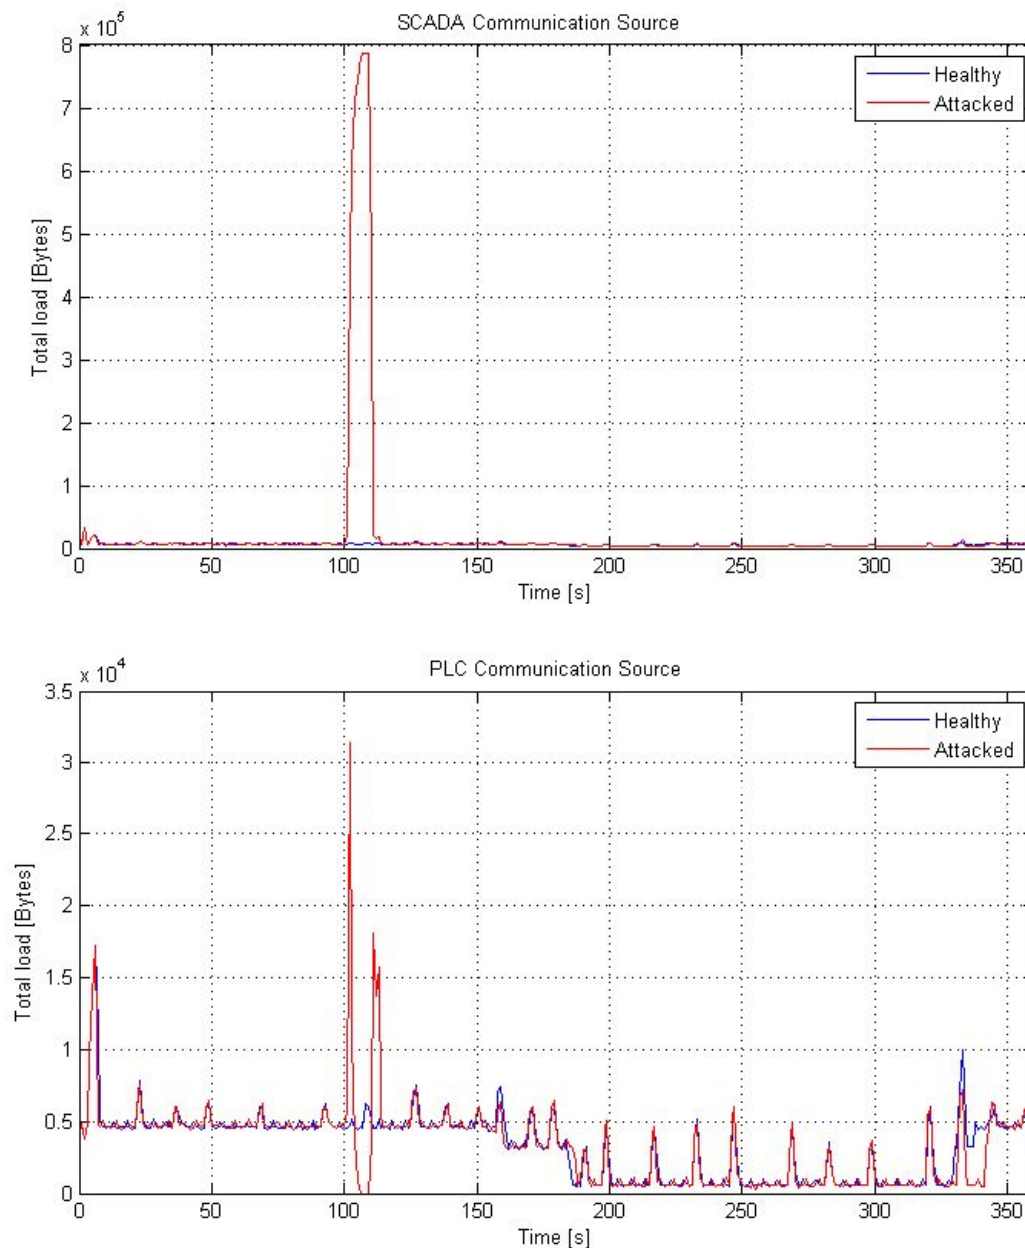 SCADA Communication Source
x 10^5
8
7
6
5
4
3
2
1
0
Total load [Bytes]
Healthy
Attacked
0 50 100 150 200 250 300 350
Time [s]
PLC Communication Source
x 10^4
3.5
3
2.5
2
1.5
1
0.5
0
Total load [Bytes]
Healthy
Attacked
0 50 100 150 200 250 300 350
Time [s]